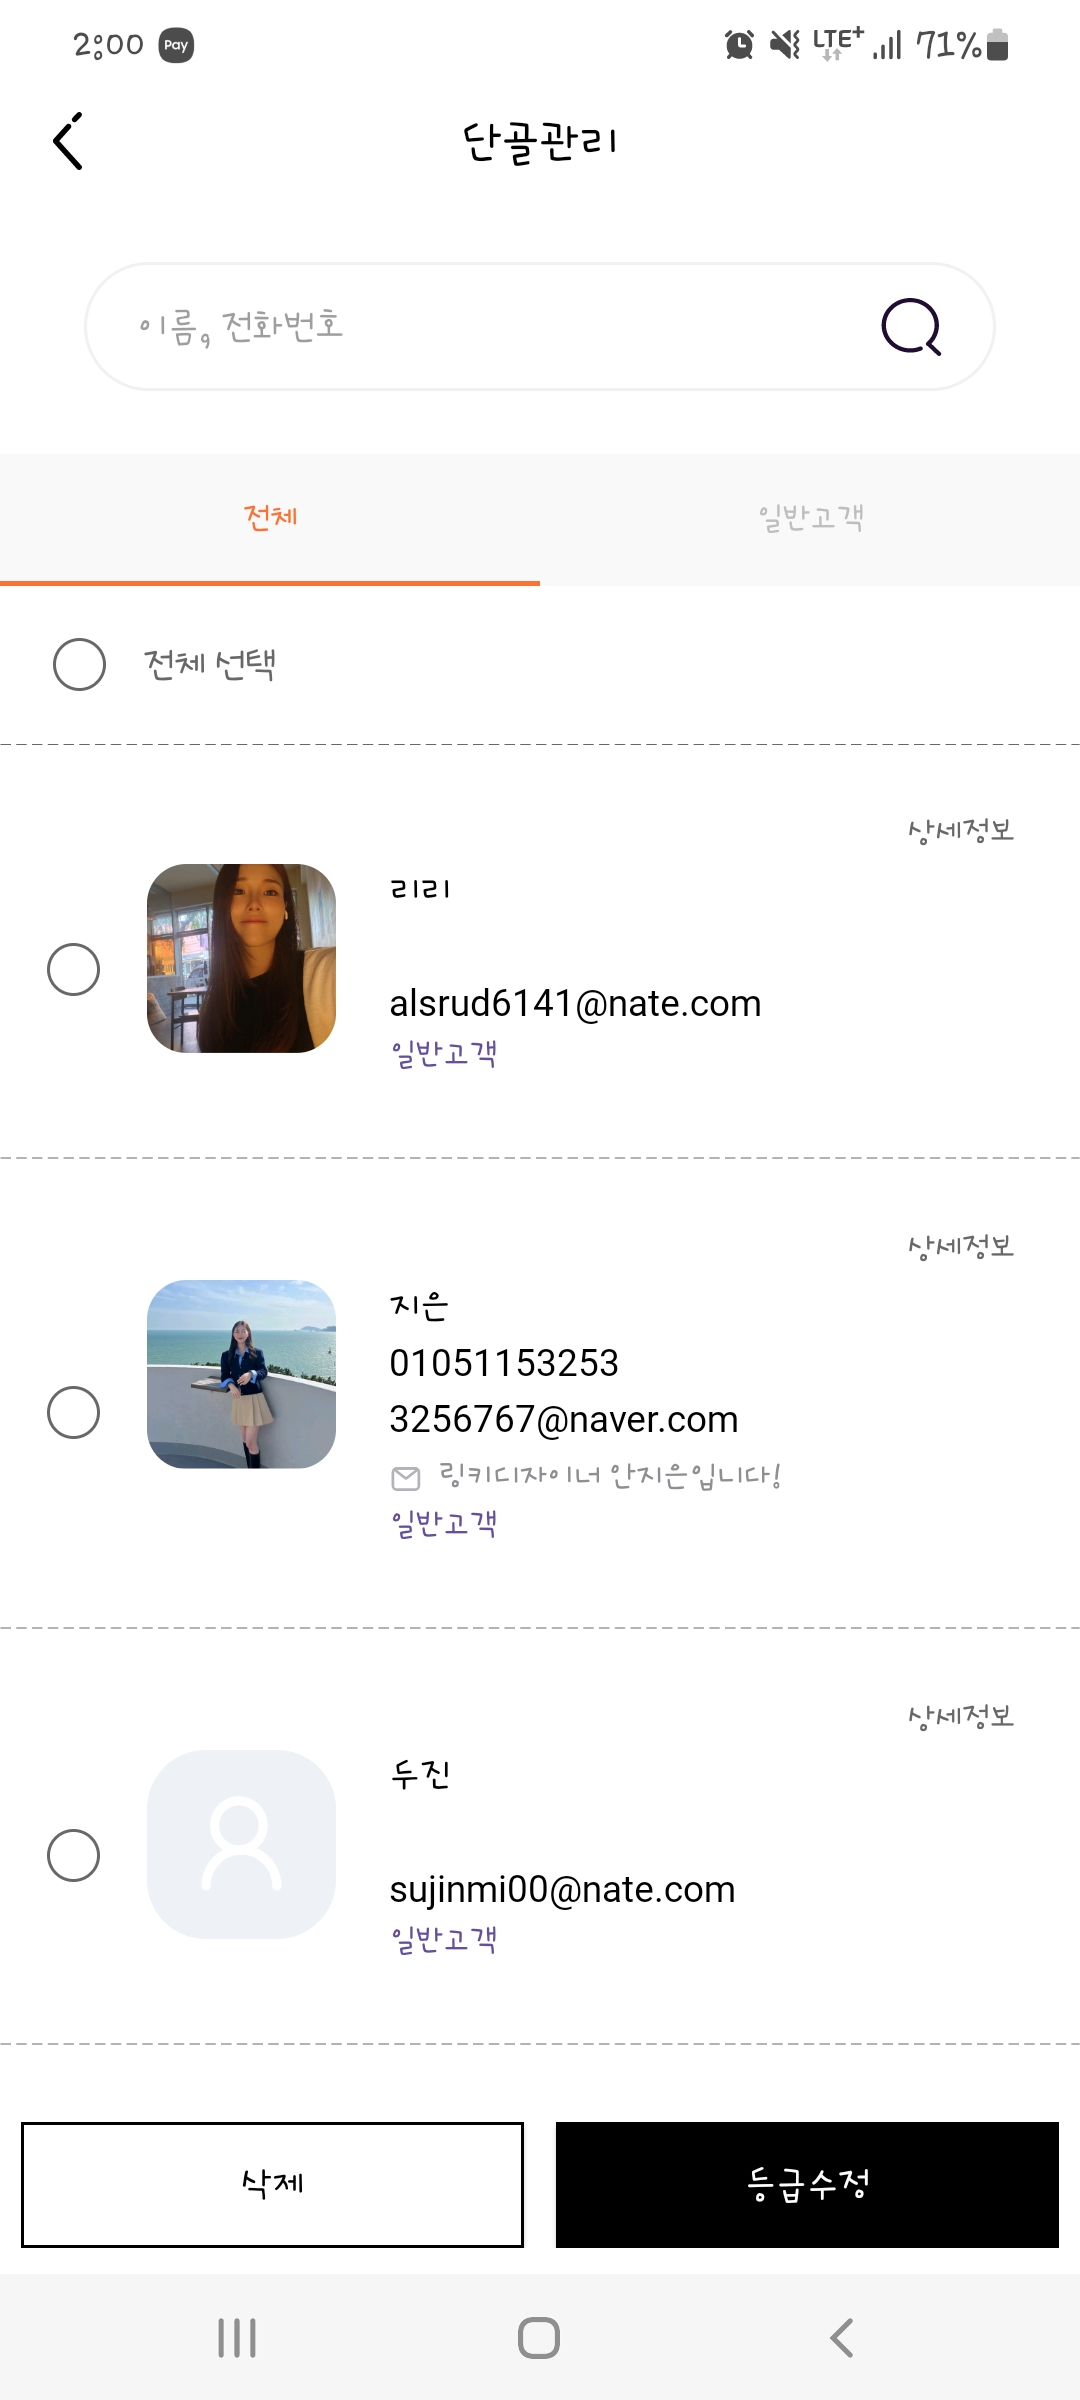 2:00 Pay LTE+ 71%
단골관리
이름, 전화번호
전체 일반고객
전체 선택
상세정보
리리
alsrud6141@nate.com
일반고객
상세정보
지은
01051153253
3256767@naver.com
링키디자이너 안지은입니다!
일반고객
상세정보
두진
sujinmi00@nate.com
일반고객
삭제 등급수정